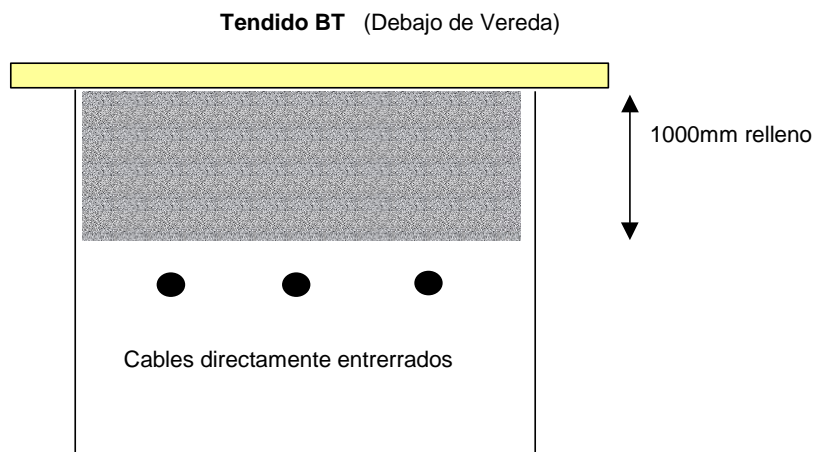 Tendido BT (Debajo de Vereda)
1000mm relleno
Cables directamente entrerrados